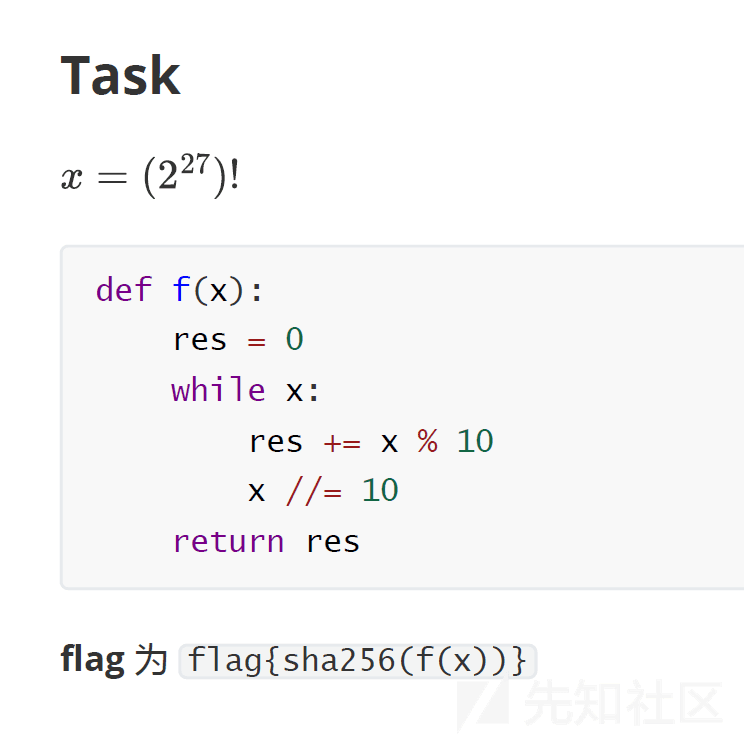 Task
x = (2^27)!
def f(x):
    res = 0
    while x:
        res += x % 10
        x //= 10
    return res
flag 为 flag{sha256(f(x))}
先知社区